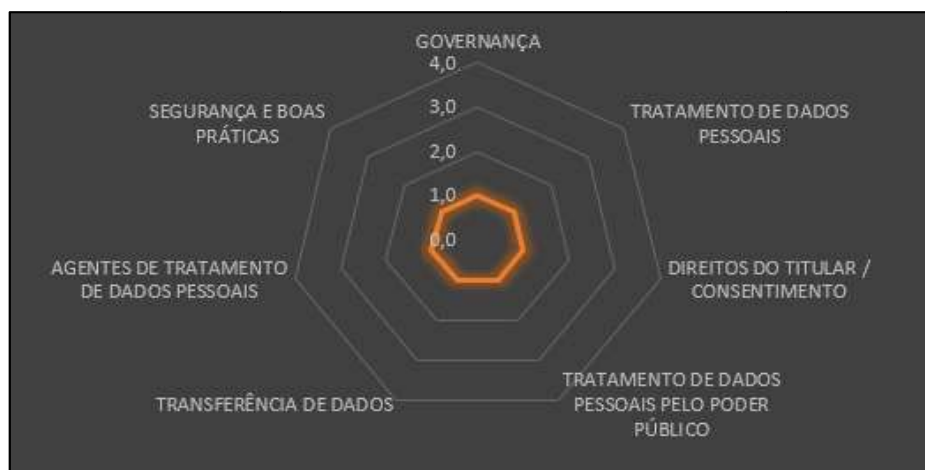 GOVERNANÇA
4,0
3,0
2,0
1,0
0,0
TRATAMENTO DE DADOS
PESSOAIS
DIREITOS DO TITULAR /
CONSENTIMENTO
TRATAMENTO DE DADOS
PESSOAIS PELO PODER
PÚBLICO
TRANSFERÊNCIA DE DADOS
AGENTES DE TRATAMENTO
DE DADOS PESSOAIS
SEGURANÇA E BOAS
PRÁTICAS